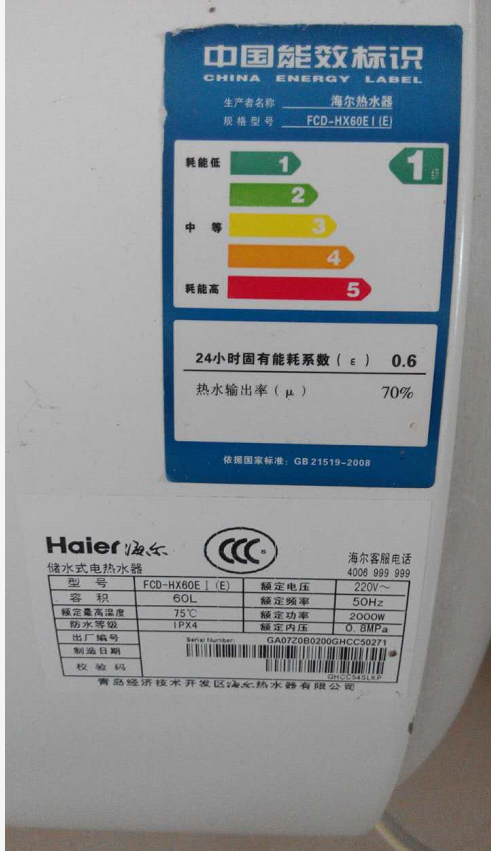 中国能效标识
CHINA ENERGY LABEL
生产者名称 海尔热水器
规格型号 FCD-HX60EⅠ(E)
耗能低 1 1级
2
中 等 3
4
耗能高 5
24小时固有能耗系数(ε) 0.6
热水输出率(μ) 70%
依据国家标准: GB 21519-2008
Haier 海尔 CCC S
储水式电热水器 海尔客服电话
4006 999 999
型 号 FCD-HX60EⅠ(E) 额定电压 220V~
容 积 60L 额定频率 50Hz
额定最高温度 75℃ 额定功率 2000W
防水等级 IPX4 额定内压 0.8MPa
出厂编号 Serial Number: GA07Z0B0200GHCC50271
制造日期
校 验 码 GHCC54SLKP
青岛经济技术开发区海尔热水器有限公司